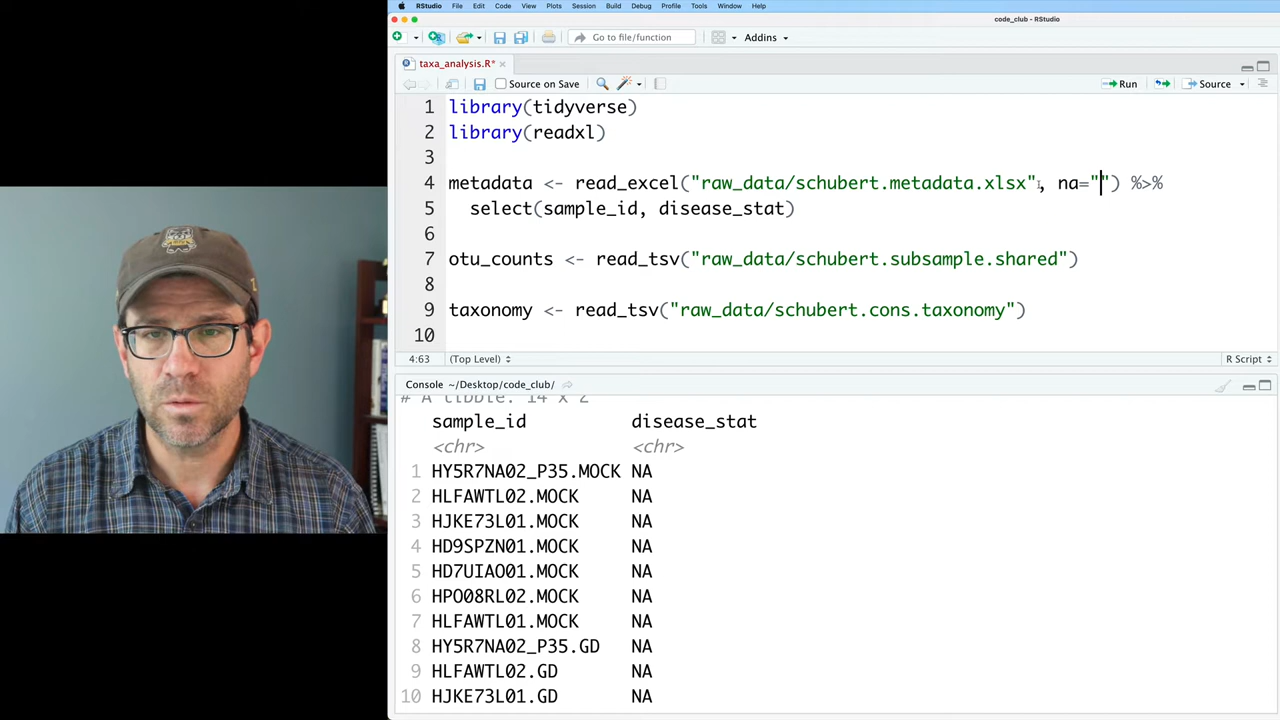 RStudio File Edit Code View Plots Session Build Debug Profile Tools Window Help
code_club - RStudio
Go to file/function Addins
taxa_analysis.R*
Source on Save Run Source
1 library(tidyverse)
2 library(readxl)
3
4 metadata <- read_excel("raw_data/schubert.metadata.xlsx", na="") %>%
5 select(sample_id, disease_stat)
6
7 otu_counts <- read_tsv("raw_data/schubert.subsample.shared")
8
9 taxonomy <- read_tsv("raw_data/schubert.cons.taxonomy")
10
4:63 (Top Level) R Script
Console ~/Desktop/code_club/
# A tibble: 14 x 2
sample_id disease_stat
<chr> <chr>
1 HY5R7NA02_P35.MOCK NA
2 HLFAWTL02.MOCK NA
3 HJKE73L01.MOCK NA
4 HD9SPZN01.MOCK NA
5 HD7UIAO01.MOCK NA
6 HPO08RL02.MOCK NA
7 HLFAWTL01.MOCK NA
8 HY5R7NA02_P35.GD NA
9 HLFAWTL02.GD NA
10 HJKE73L01.GD NA